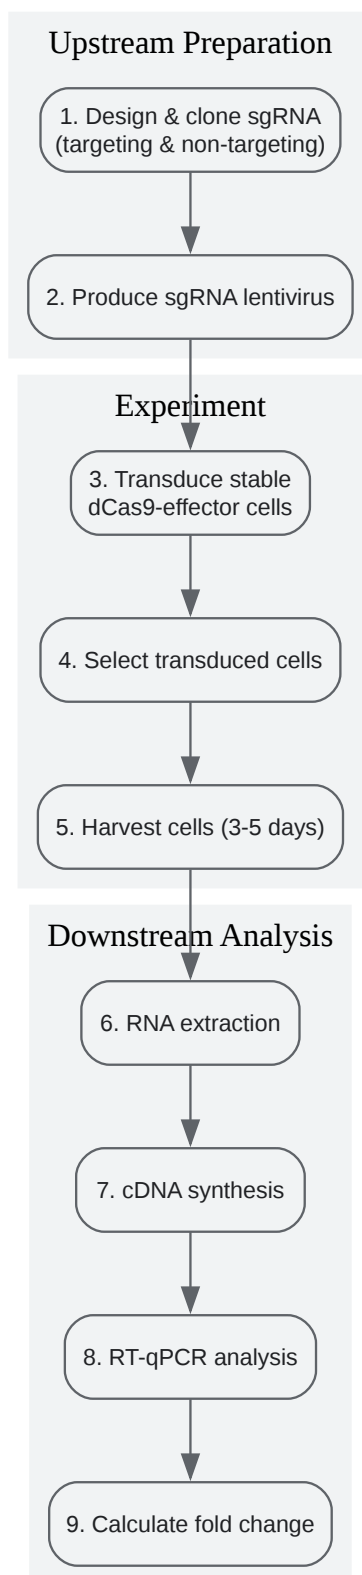 Upstream Preparation
1. Design & clone sgRNA
(targeting & non-targeting)
2. Produce sgRNA lentivirus
Experiment
3. Transduce stable
dCas9-effector cells
4. Select transduced cells
5. Harvest cells (3-5 days)
Downstream Analysis
6. RNA extraction
7. cDNA synthesis
8. RT-qPCR analysis
9. Calculate fold change